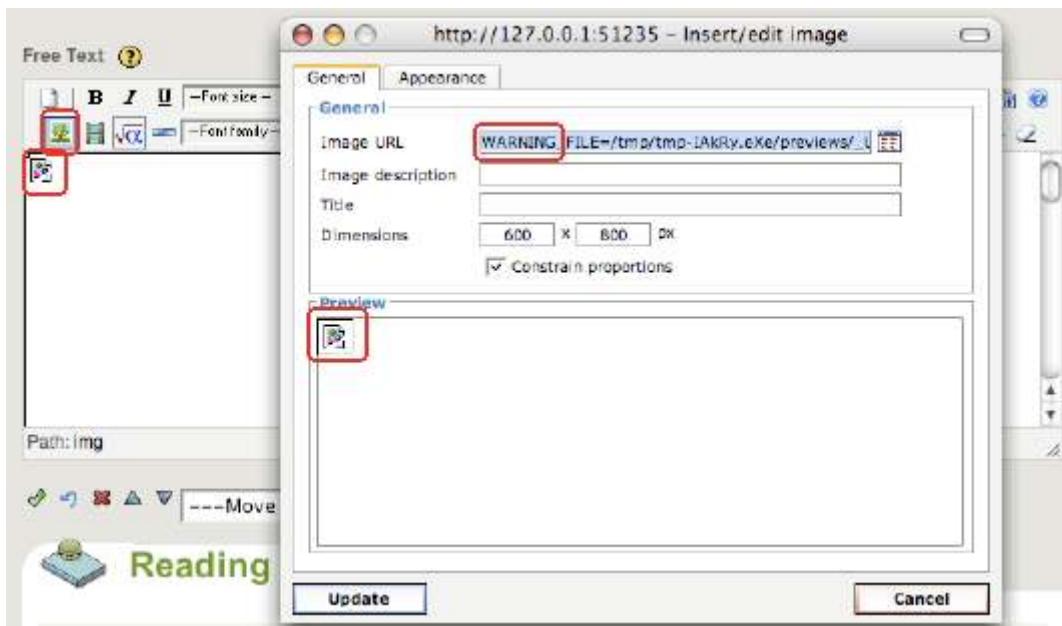 http://127.0.0.1:51235 – Insert/edit image
Free Text ?
General Appearance
B I U --Font size --
General
√α --Font family--
Image URL WARNING_FILE=/tmp/tmp-IAkRy.eXe/previews/_
Image description
Title
Dimensions 600 x 800 px
Constrain proportions
Preview
Path: img
---Move
Reading
Update Cancel